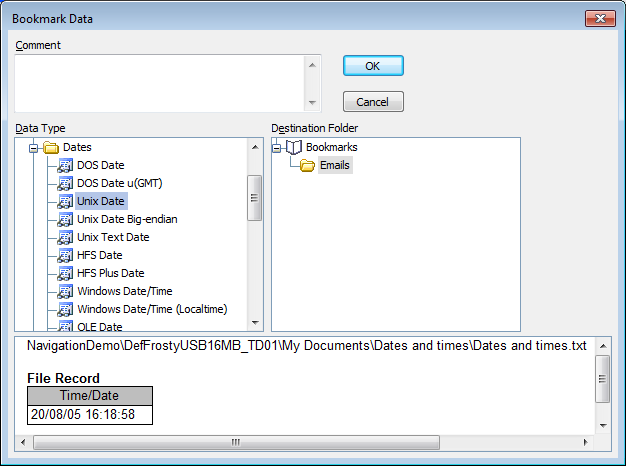 Bookmark Data
Comment
OK
Cancel
Data Type
Dates
DOS Date
DOS Date u(GMT)
Unix Date
Unix Date Big-endian
Unix Text Date
HFS Date
HFS Plus Date
Windows Date/Time
Windows Date/Time (Localtime)
OLE Date
Destination Folder
Bookmarks
Emails
NavigationDemo\DefFrostyUSB16MB_TD01\My Documents\Dates and times\Dates and times.txt
File Record
Time/Date
20/08/05 16:18:58